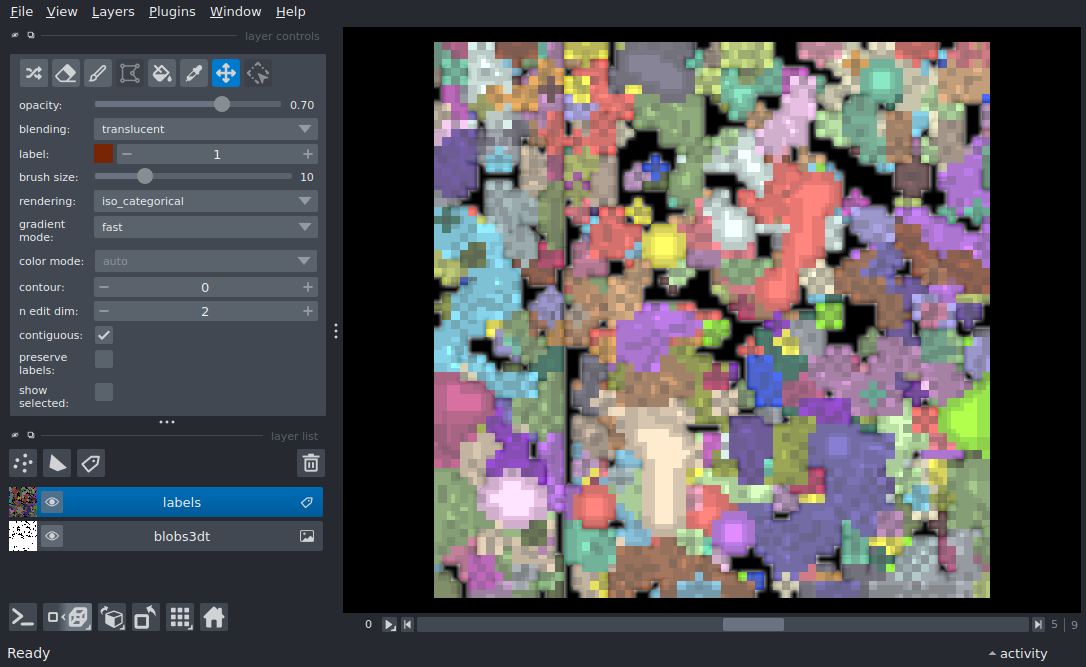 File View Layers Plugins Window Help
layer controls
opacity: 0.70
blending: translucent
label: 1
brush size: 10
rendering: iso_categorical
gradient
mode: fast
color mode: auto
contour: 0
n edit dim: 2
contiguous:
preserve
labels:
show
selected:
layer list
labels
blobs3dt
0 5 | 9
Ready activity